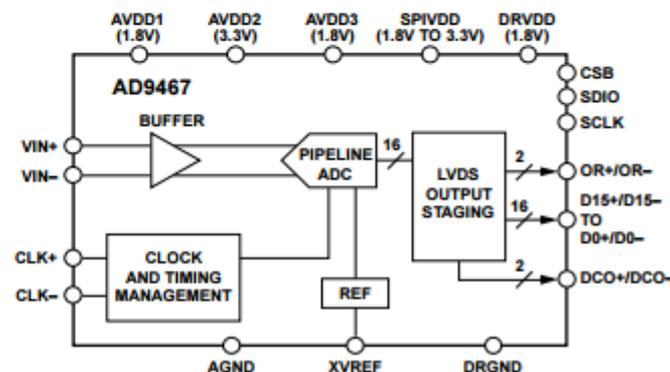 AVDD1
(1.8V)
AVDD2
(3.3V)
AVDD3
(1.8V)
SPIVDD
(1.8V TO 3.3V)
DRVDD
(1.8V)
AD9467
CSB
SDIO
SCLK
BUFFER
VIN+
VIN–
PIPELINE
ADC
16
LVDS
OUTPUT
STAGING
2
OR+/OR–
16
D15+/D15–
TO
D0+/D0–
2
DCO+/DCO–
CLK+
CLK–
CLOCK
AND TIMING
MANAGEMENT
REF
AGND
XVREF
DRGND